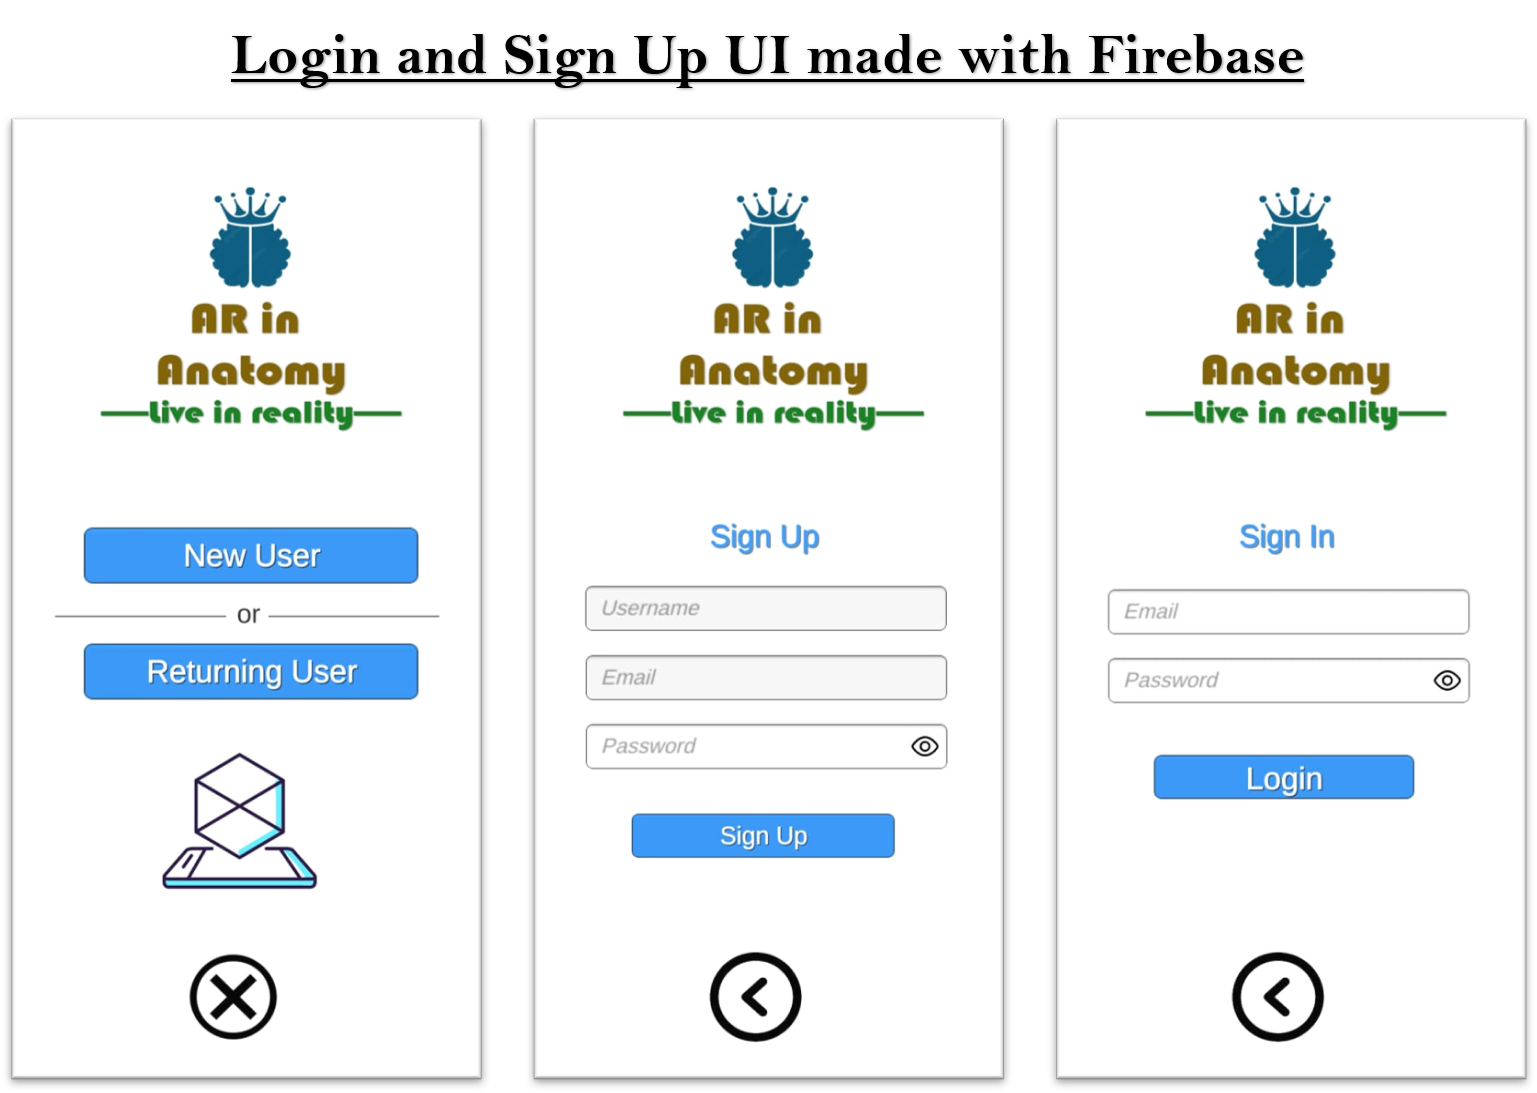 Login and Sign Up UI made with Firebase
AR in
Anatomy
Live in reality
New User
or
Returning User
AR in
Anatomy
Live in reality
Sign Up
Username
Email
Password
Sign Up
AR in
Anatomy
Live in reality
Sign In
Email
Password
Login